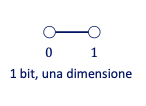 0 1
1 bit, una dimensione